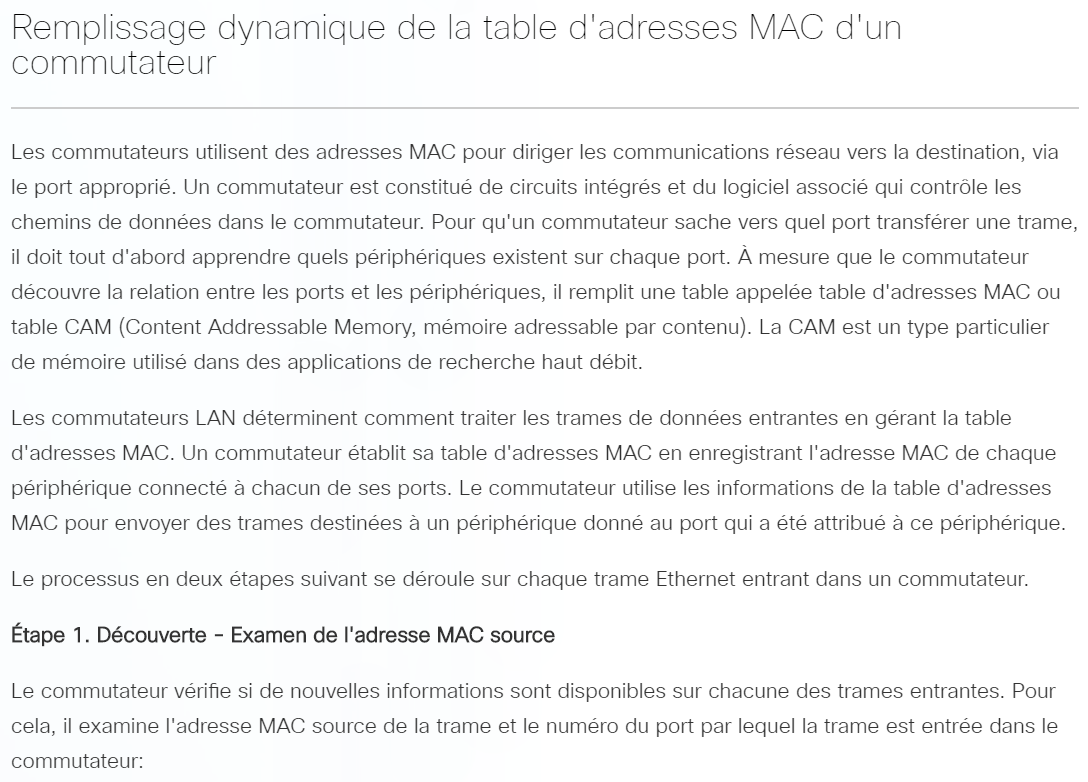 Remplissage dynamique de la table d'adresses MAC d'un
commutateur
Les commutateurs utilisent des adresses MAC pour diriger les communications réseau vers la destination, via
le port approprié. Un commutateur est constitué de circuits intégrés et du logiciel associé qui contrôle les
chemins de données dans le commutateur. Pour qu'un commutateur sache vers quel port transférer une trame,
il doit tout d'abord apprendre quels périphériques existent sur chaque port. À mesure que le commutateur
découvre la relation entre les ports et les périphériques, il remplit une table appelée table d'adresses MAC ou
table CAM (Content Addressable Memory, mémoire adressable par contenu). La CAM est un type particulier
de mémoire utilisé dans des applications de recherche haut débit.
Les commutateurs LAN déterminent comment traiter les trames de données entrantes en gérant la table
d'adresses MAC. Un commutateur établit sa table d'adresses MAC en enregistrant l'adresse MAC de chaque
périphérique connecté à chacun de ses ports. Le commutateur utilise les informations de la table d'adresses
MAC pour envoyer des trames destinées à un périphérique donné au port qui a été attribué à ce périphérique.
Le processus en deux étapes suivant se déroule sur chaque trame Ethernet entrant dans un commutateur.
Étape 1. Découverte - Examen de l'adresse MAC source
Le commutateur vérifie si de nouvelles informations sont disponibles sur chacune des trames entrantes. Pour
cela, il examine l'adresse MAC source de la trame et le numéro du port par lequel la trame est entrée dans le
commutateur: